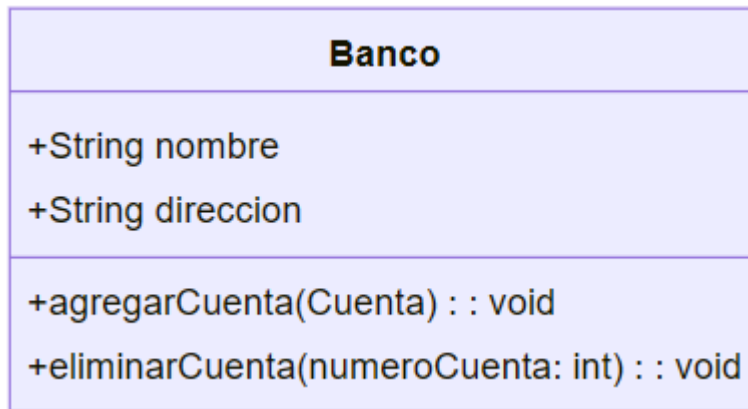 Banco
+String nombre
+String direccion
+agregarCuenta(Cuenta) : : void
+eliminarCuenta(numeroCuenta: int) : : void